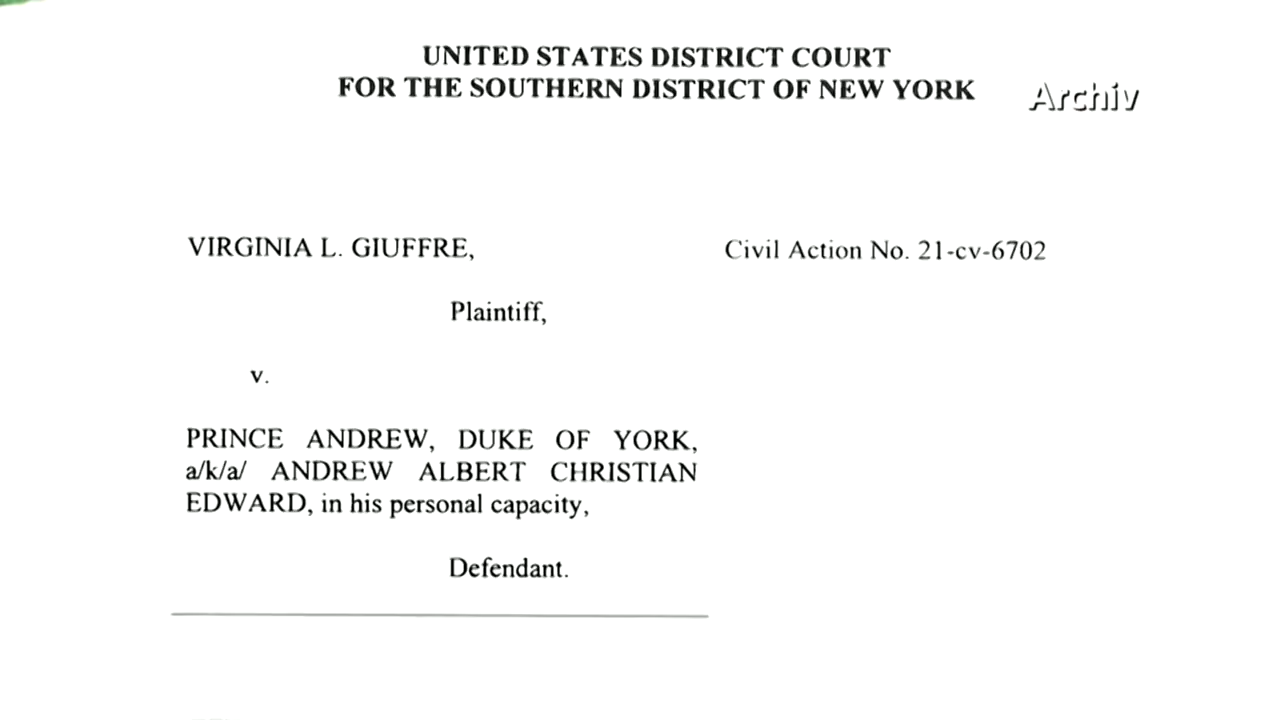 UNITED STATES DISTRICT COURT
FOR THE SOUTHERN DISTRICT OF NEW YORK
Archiv
VIRGINIA L. GIUFFRE,
Civil Action No. 21-cv-6702
Plaintiff,
v.
PRINCE ANDREW, DUKE OF YORK,
a/k/a/ ANDREW ALBERT CHRISTIAN
EDWARD, in his personal capacity,
Defendant.